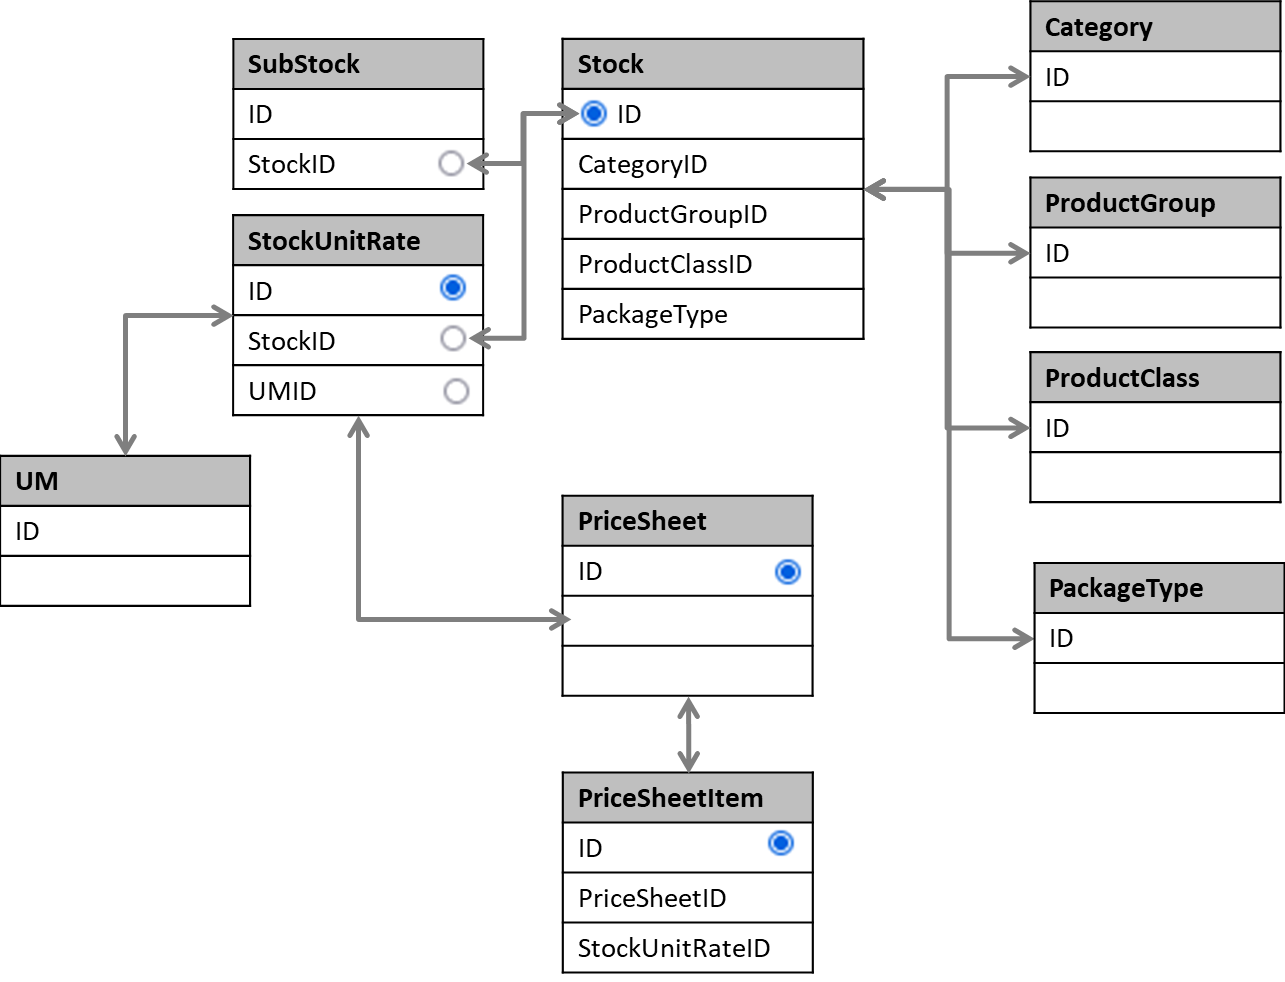 SubStock
ID
StockID
Stock
ID
CategoryID
ProductGroupID
ProductClassID
PackageType
Category
ID
ProductGroup
ID
ProductClass
ID
PackageType
ID
StockUnitRate
ID
StockID
UMID
UM
ID
PriceSheet
ID
PriceSheetItem
ID
PriceSheetID
StockUnitRateID